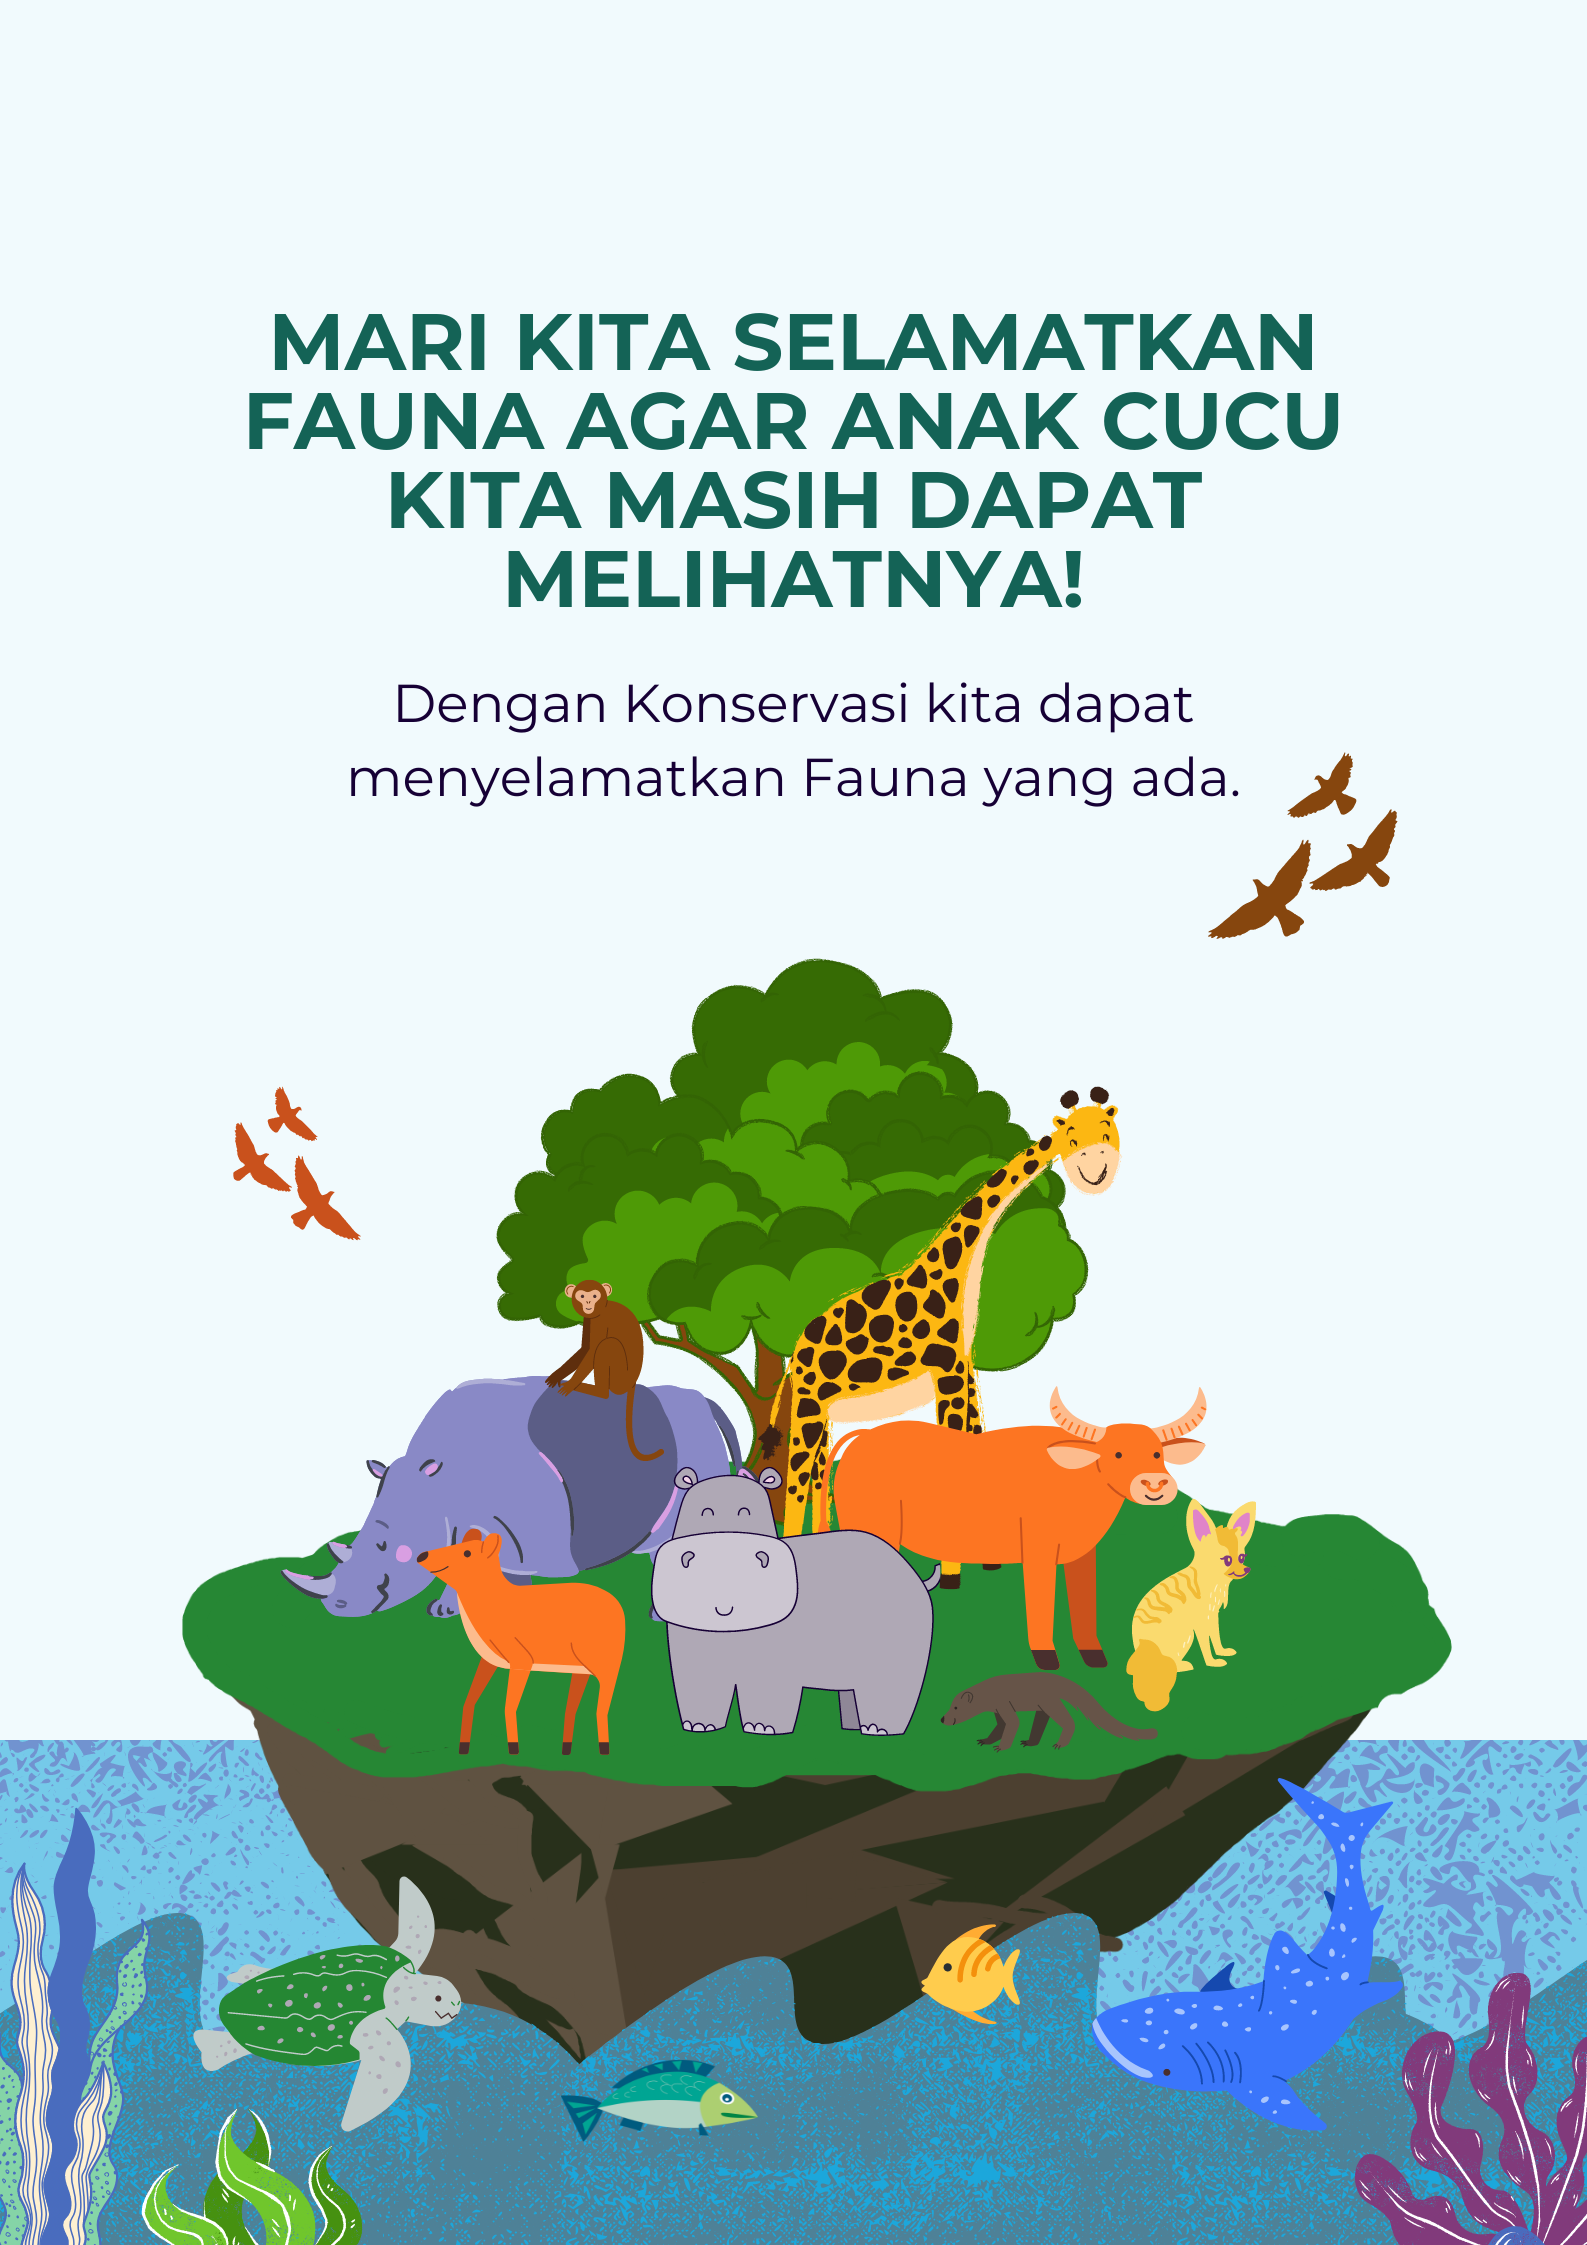 MARI KITA SELAMATKAN
FAUNA AGAR ANAK CUCU
KITA MASIH DAPAT
MELIHATNYA!
Dengan Konservasi kita dapat
menyelamatkan Fauna yang ada.